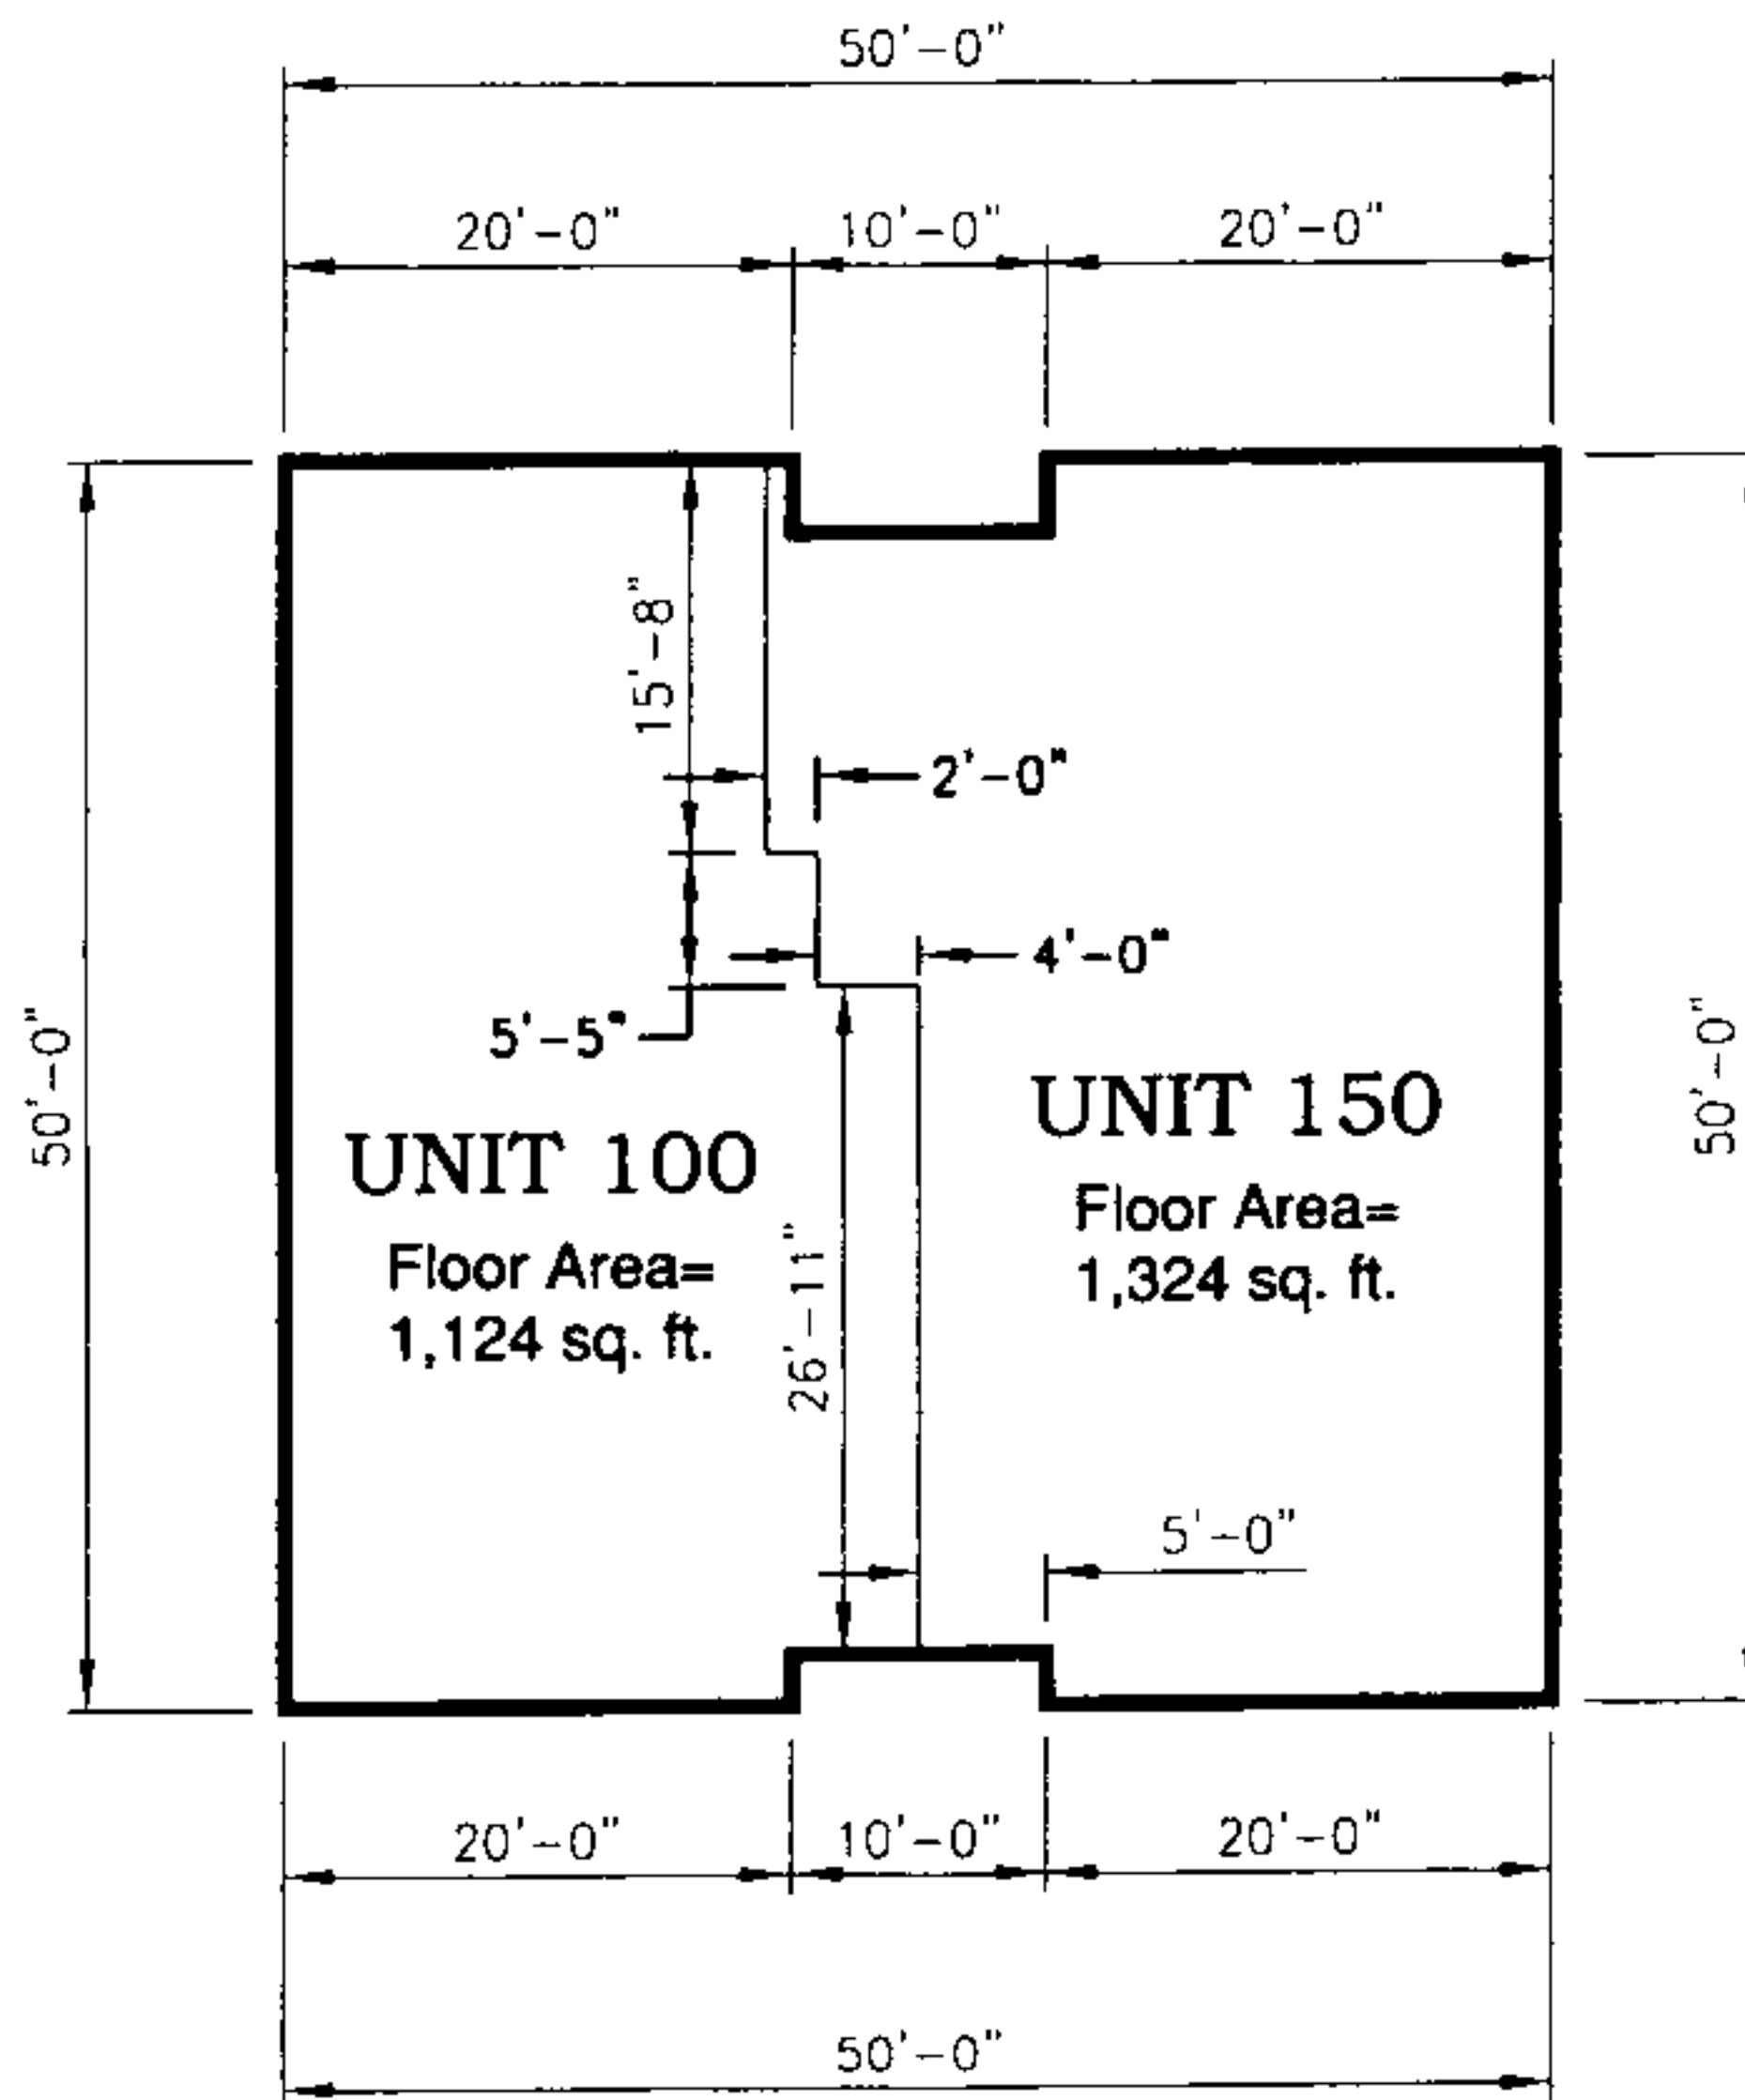 50'-0"
20'-0" 10'-0" 20'-0"
15'-8"
2'-0"
4'-0"
5'-5"
50'-0"
50'-0"
UNIT 150
Floor Area=
1,324 sq. ft.
UNIT 100
Floor Area=
1,124 sq. ft.
26'-11"
5'-0"
20'-0" 10'-0" 20'-0"
50'-0"